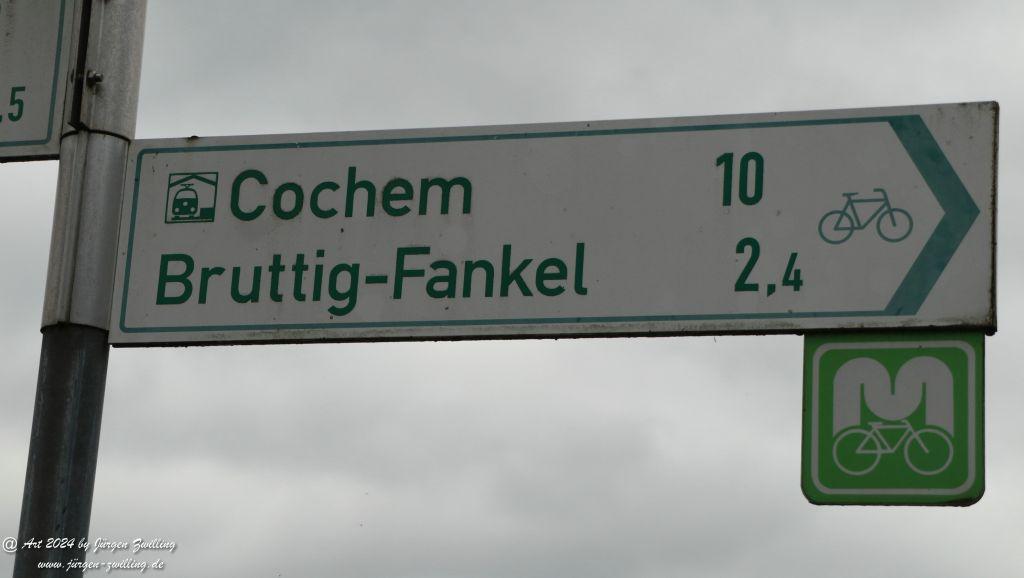 ,5
Cochem 10
Bruttig-Fankel 2,4
M
@ Art 2024 by Jürgen Zwilling
www.jürgen-zwilling.de